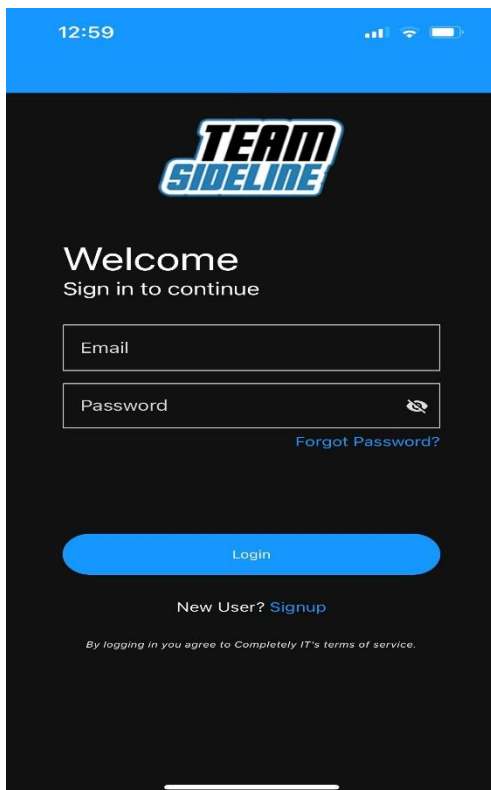 12:59
TEAM
SIDELINE
Welcome
Sign in to continue
Email
Password
Forgot Password?
Login
New User? Signup
By logging in you agree to Completely IT's terms of service.